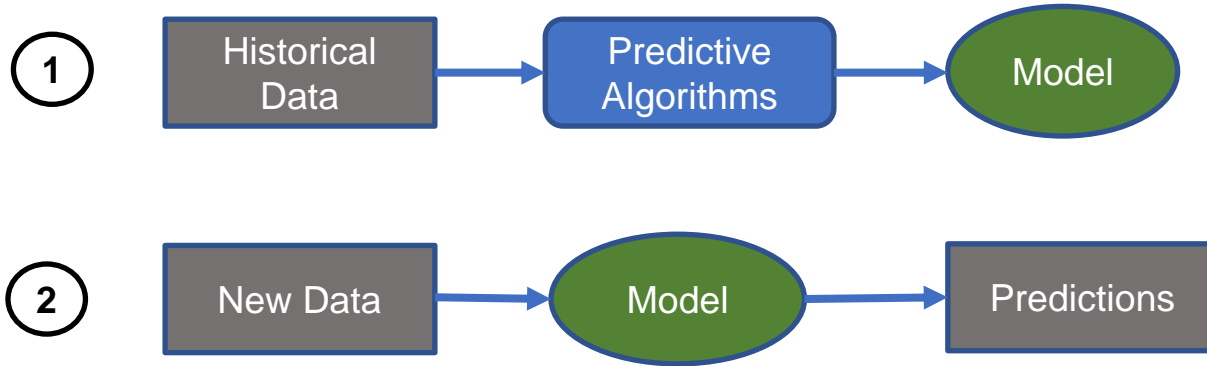 1
Historical
Data
Predictive
Algorithms
Model
2
New Data
Model
Predictions